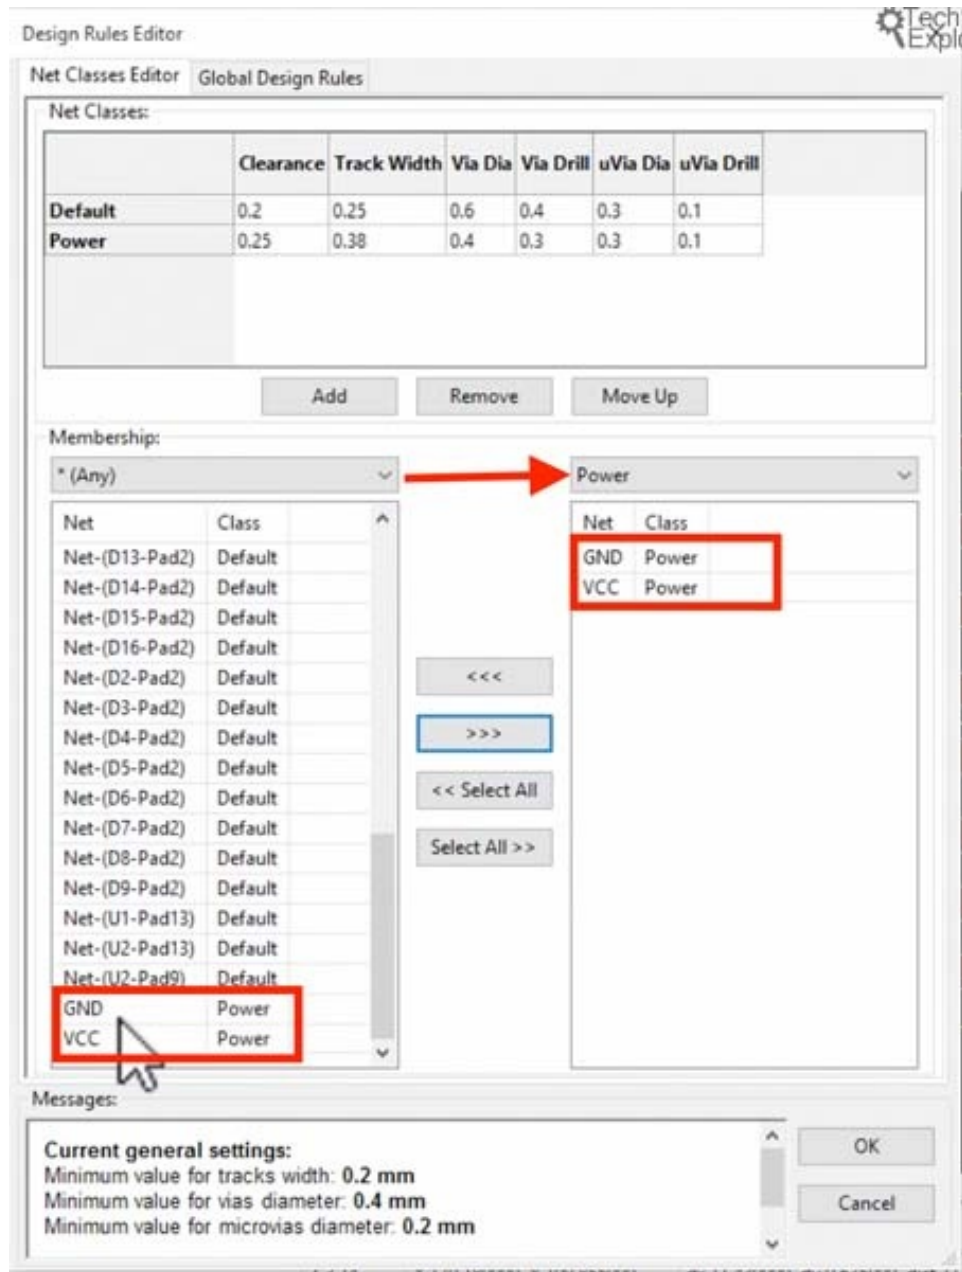 Tech
Explo
Design Rules Editor
Net Classes Editor Global Design Rules
Net Classes:
Clearance Track Width Via Dia Via Drill uVia Dia uVia Drill
Default 0.2 0.25 0.6 0.4 0.3 0.1
Power 0.25 0.38 0.4 0.3 0.3 0.1
Add Remove Move Up
Membership:
* (Any) Power
Net Class
Net-(D13-Pad2) Default
Net-(D14-Pad2) Default
Net-(D15-Pad2) Default
Net-(D16-Pad2) Default
Net-(D2-Pad2) Default
Net-(D3-Pad2) Default
Net-(D4-Pad2) Default
Net-(D5-Pad2) Default
Net-(D6-Pad2) Default
Net-(D7-Pad2) Default
Net-(D8-Pad2) Default
Net-(D9-Pad2) Default
Net-(U1-Pad13) Default
Net-(U2-Pad13) Default
Net-(U2-Pad9) Default
GND Power
VCC Power
<<<
>>>
<< Select All
Select All >>
Net Class
GND Power
VCC Power
Messages:
Current general settings:
Minimum value for tracks width: 0.2 mm
Minimum value for vias diameter: 0.4 mm
Minimum value for microvias diameter: 0.2 mm
OK
Cancel